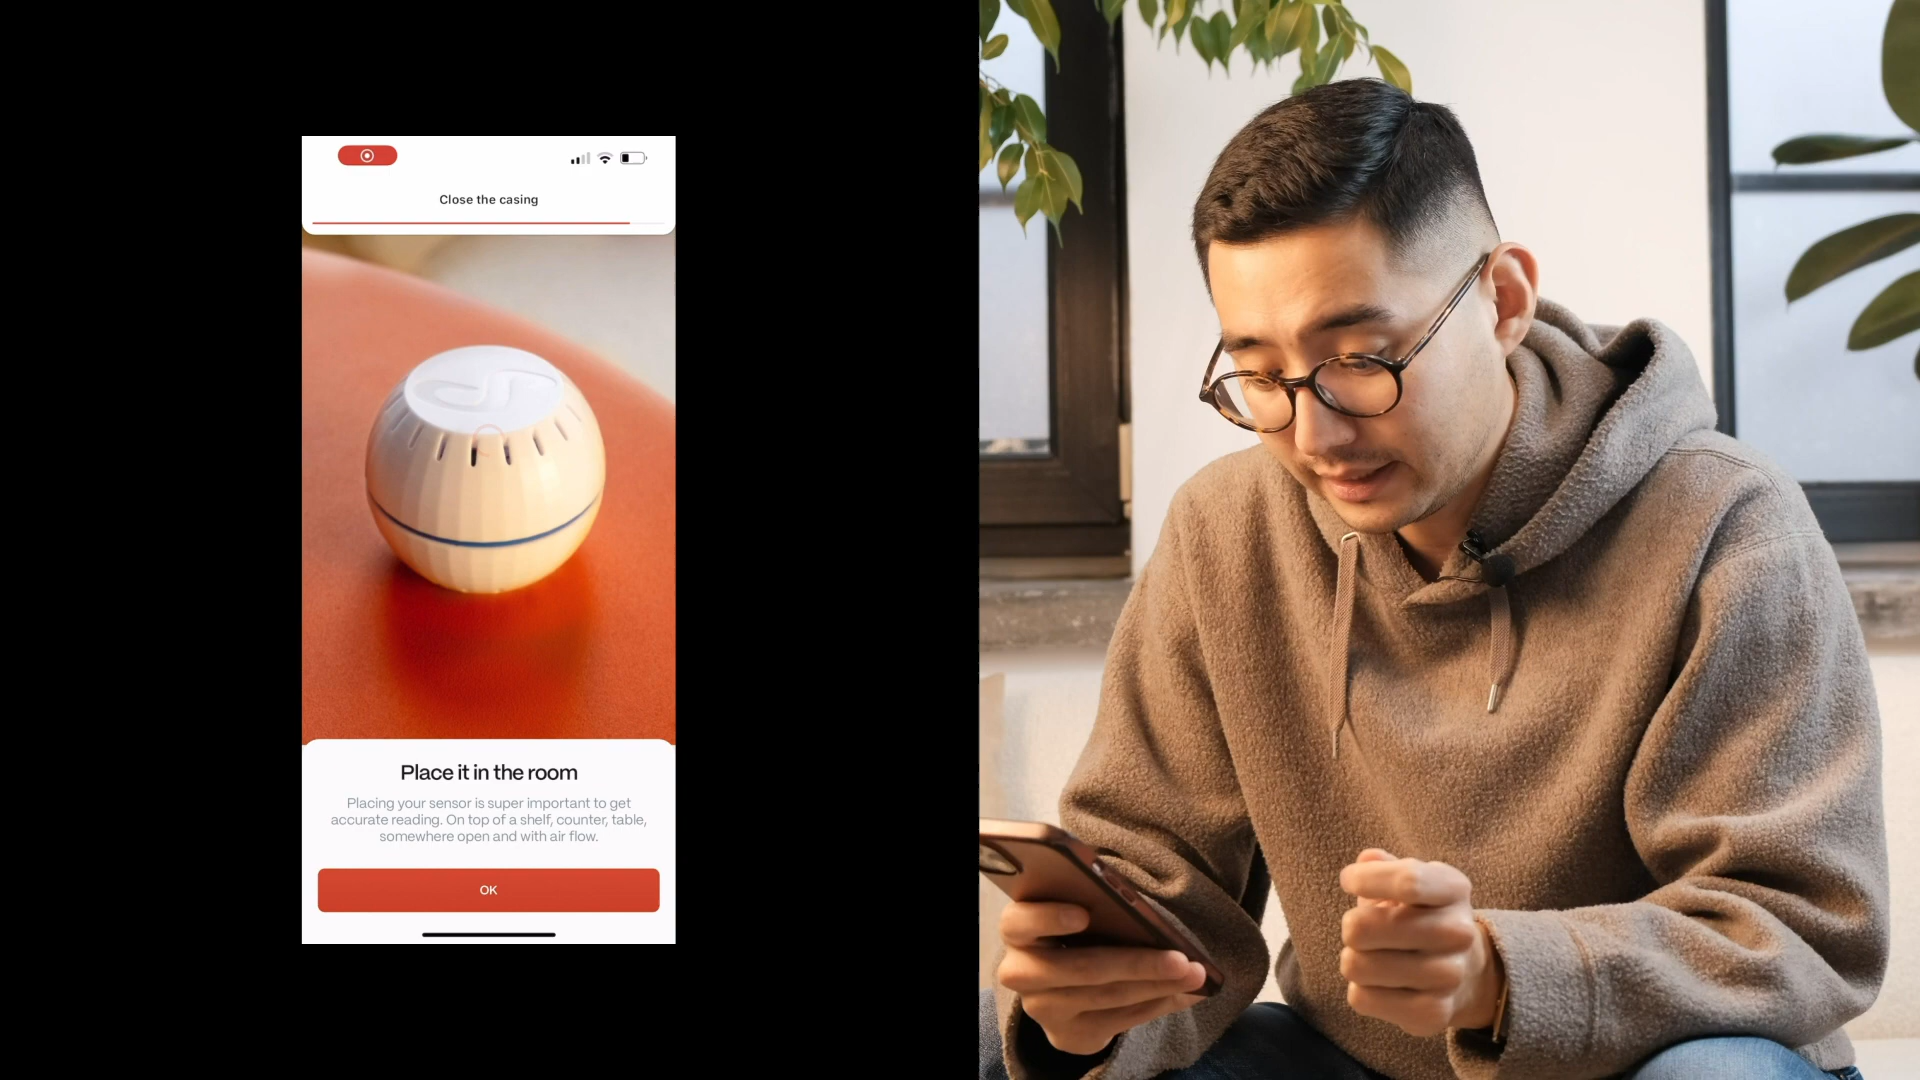 Close the casing
Place it in the room
Placing your sensor is super important to get
accurate reading. On top of a shelf, counter, table,
somewhere open and with air flow.
OK